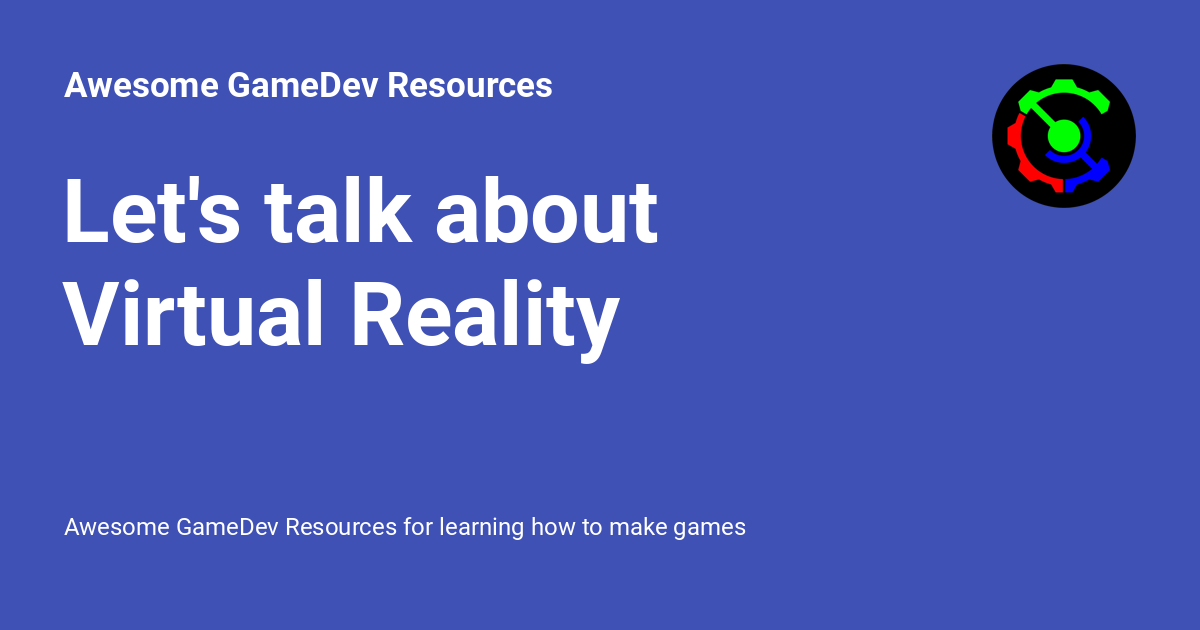 Awesome GameDev Resources
Let's talk about
Virtual Reality
Awesome GameDev Resources for learning how to make games